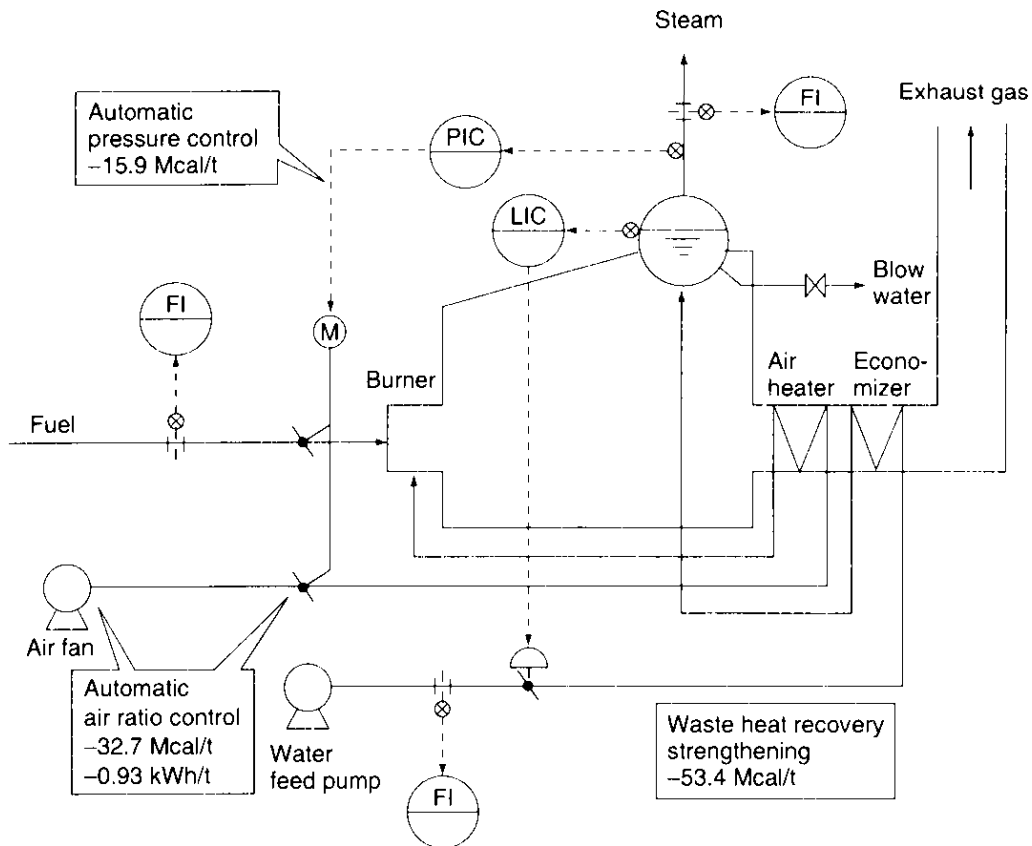 Steam
Automatic
pressure control
−15.9 Mcal/t
PIC
FI
Exhaust gas
LIC
FI
Blow
water
M
Burner
Air
heater
Econo-
mizer
Fuel
Air fan
Automatic
air ratio control
−32.7 Mcal/t
−0.93 kWh/t
Water
feed pump
FI
Waste heat recovery
strengthening
−53.4 Mcal/t